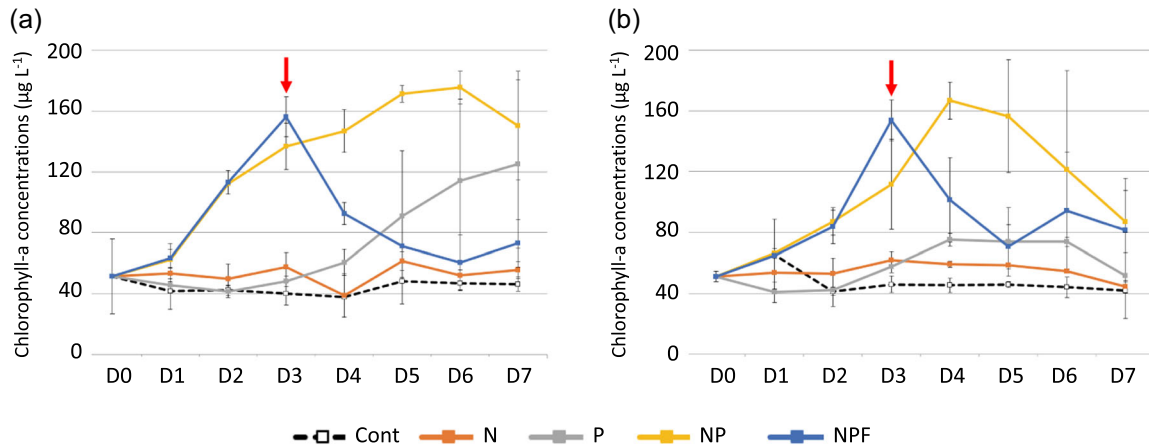 (a)
Chlorophyll-a concentrations (µg L-1)
200
160
120
80
40
0
D0 D1 D2 D3 D4 D5 D6 D7
(b)
Chlorophyll-a concentrations (µg L-1)
200
160
120
80
40
0
D0 D1 D2 D3 D4 D5 D6 D7
Cont N P NP NPF